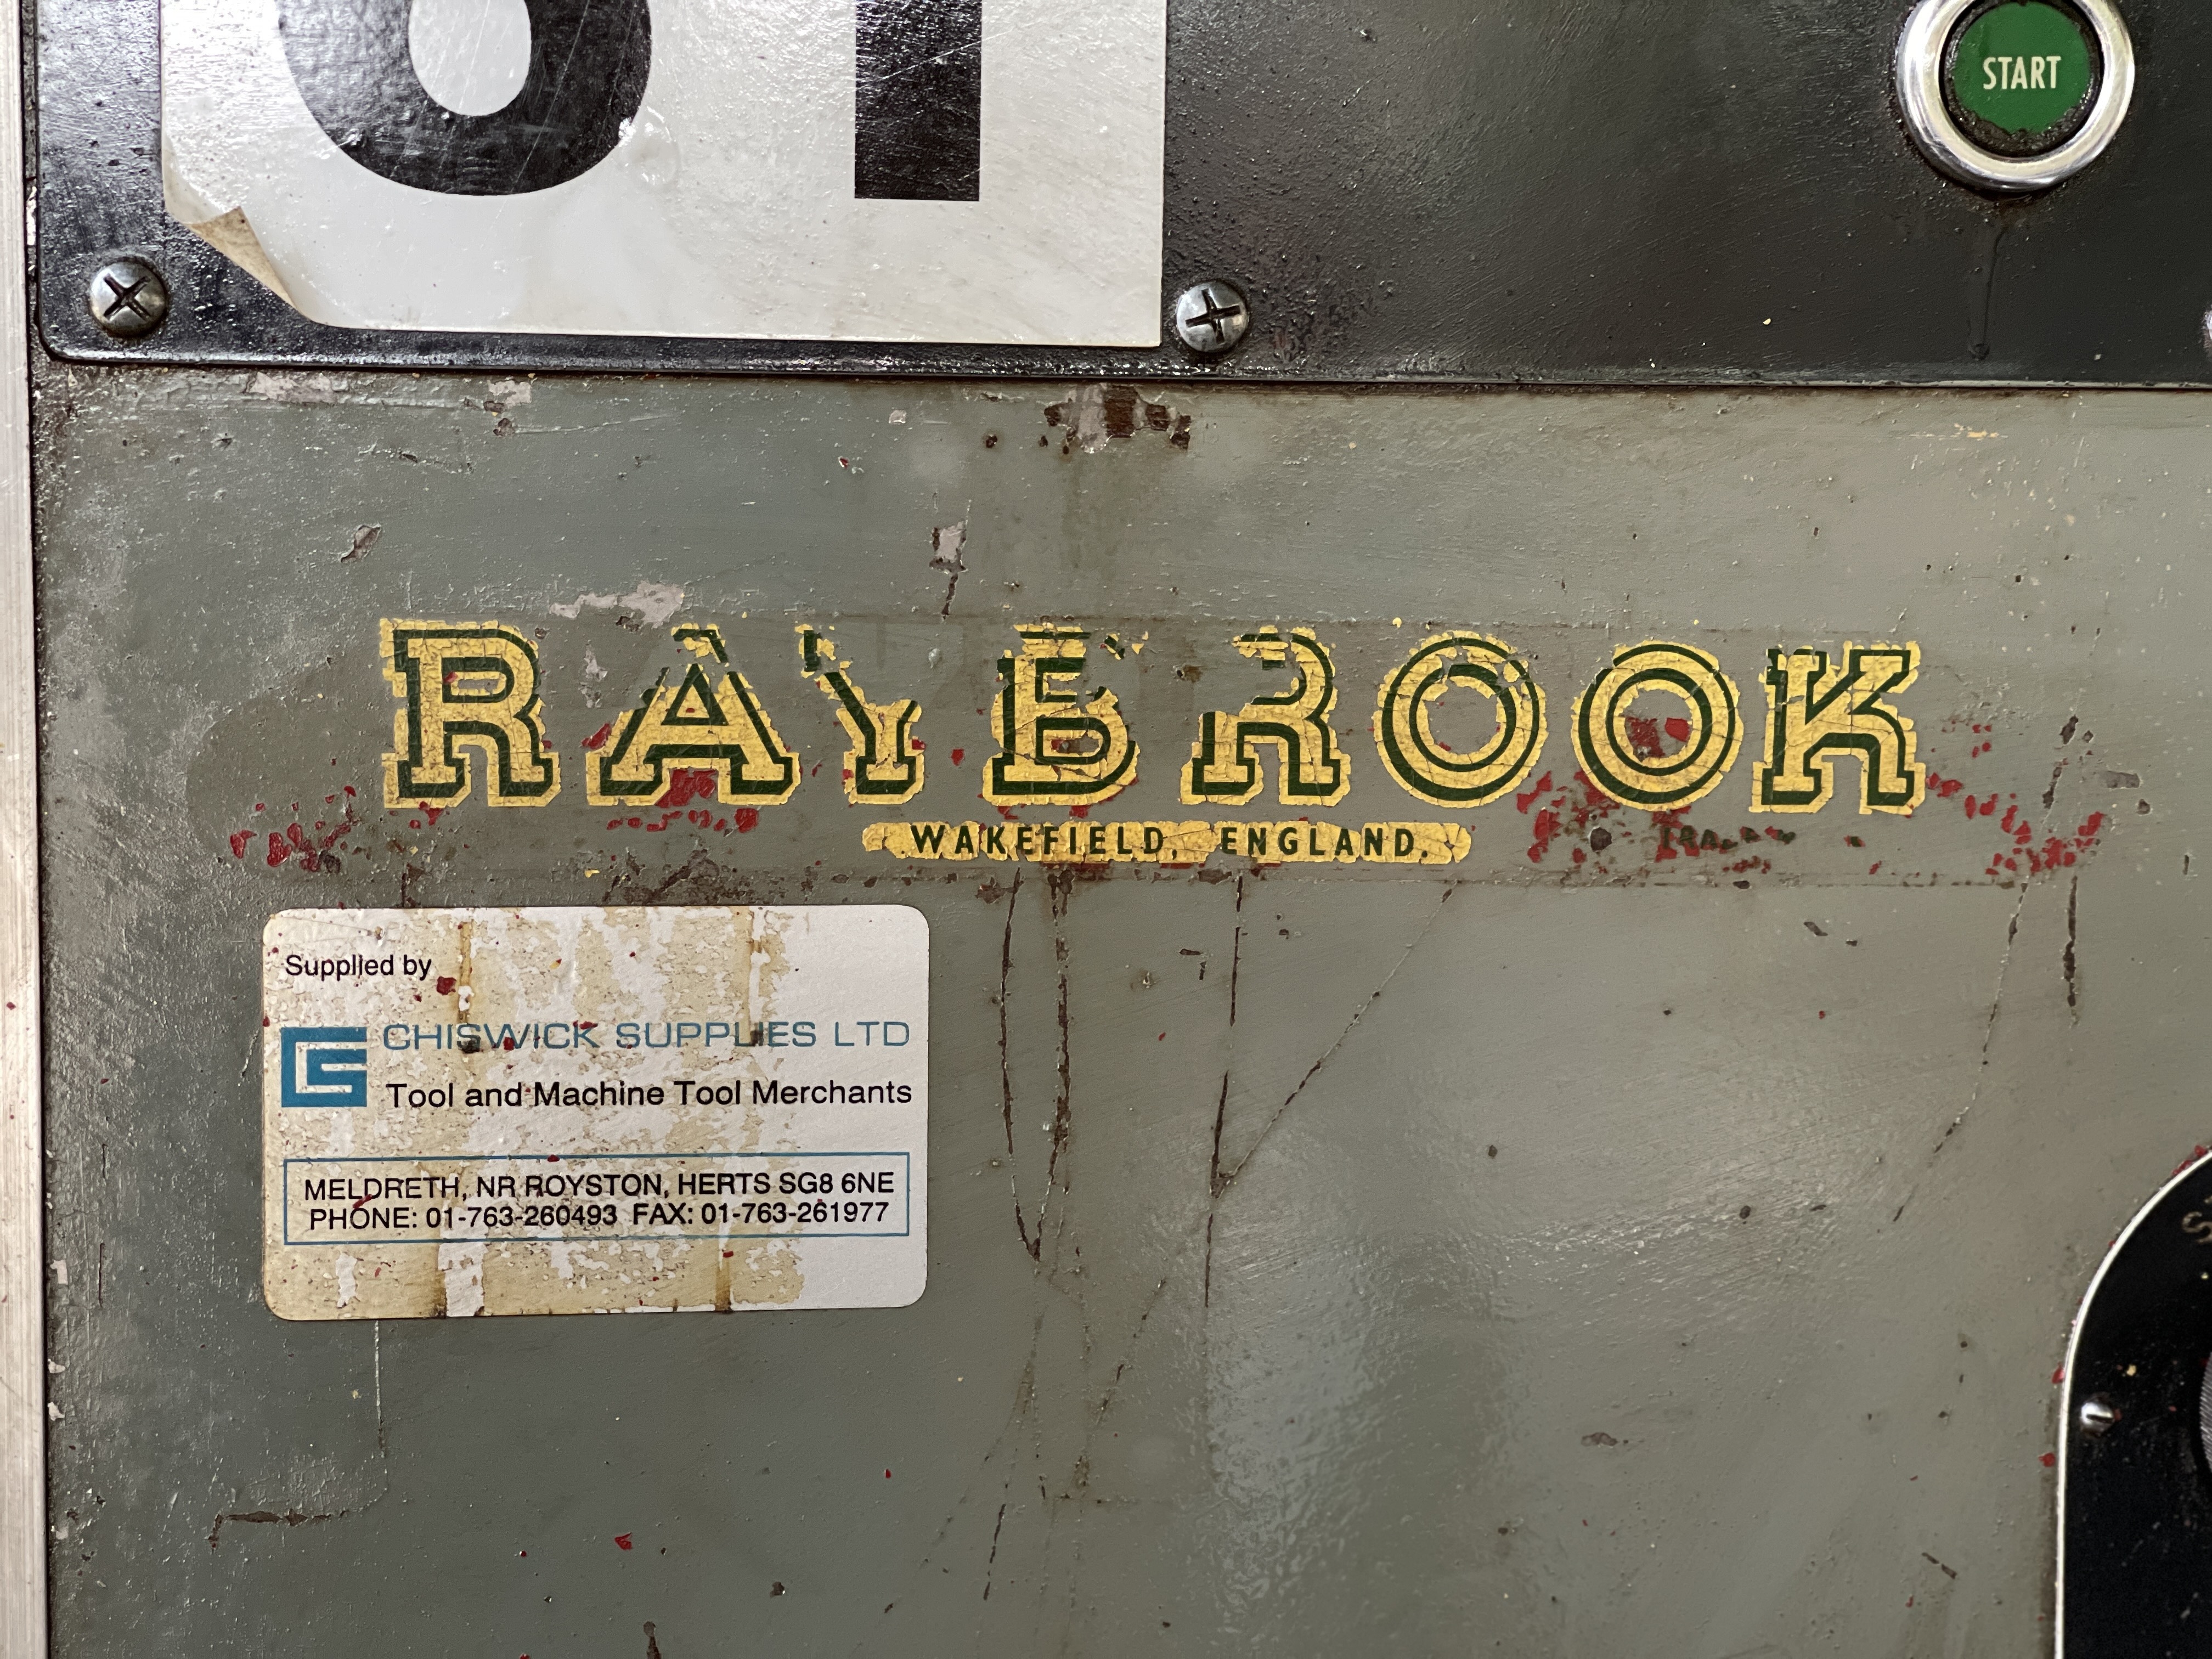 START
RAYBROOK
WAKEFIELD, ENGLAND.
Supplied by
CHISWICK SUPPLIES LTD
Tool and Machine Tool Merchants
MELDRETH, NR ROYSTON, HERTS SG8 6NE
PHONE: 01-763-260493 FAX: 01-763-261977